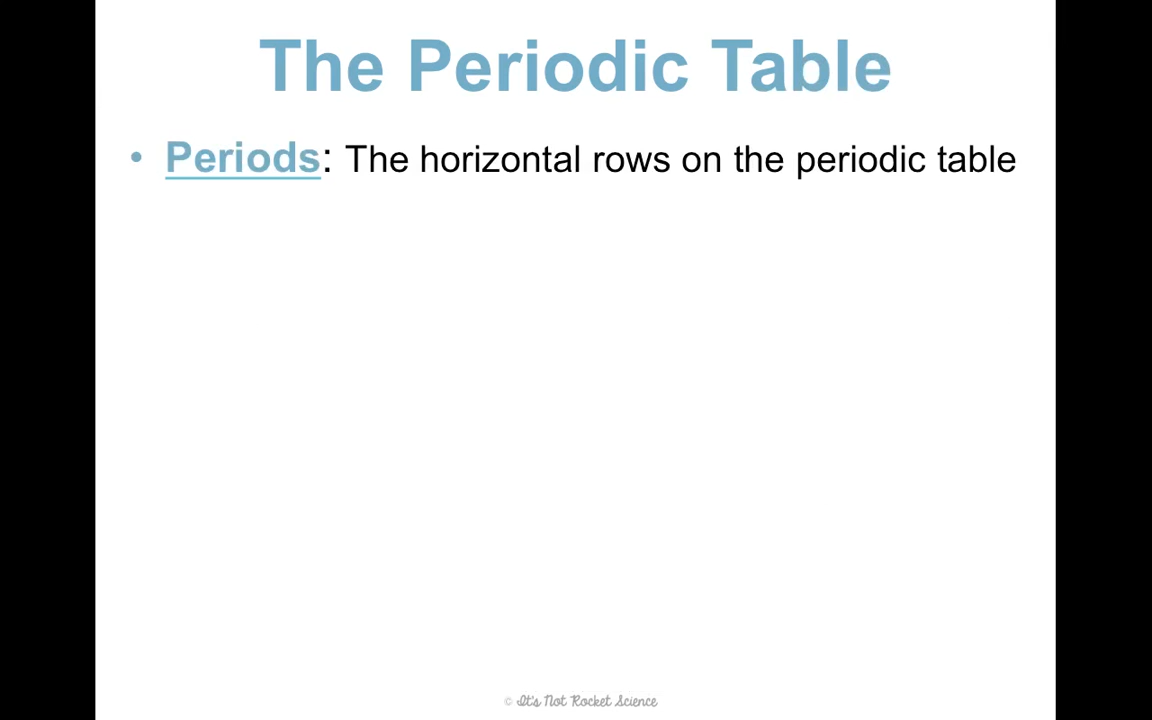 The Periodic Table
• Periods: The horizontal rows on the periodic table
© It's Not Rocket Science